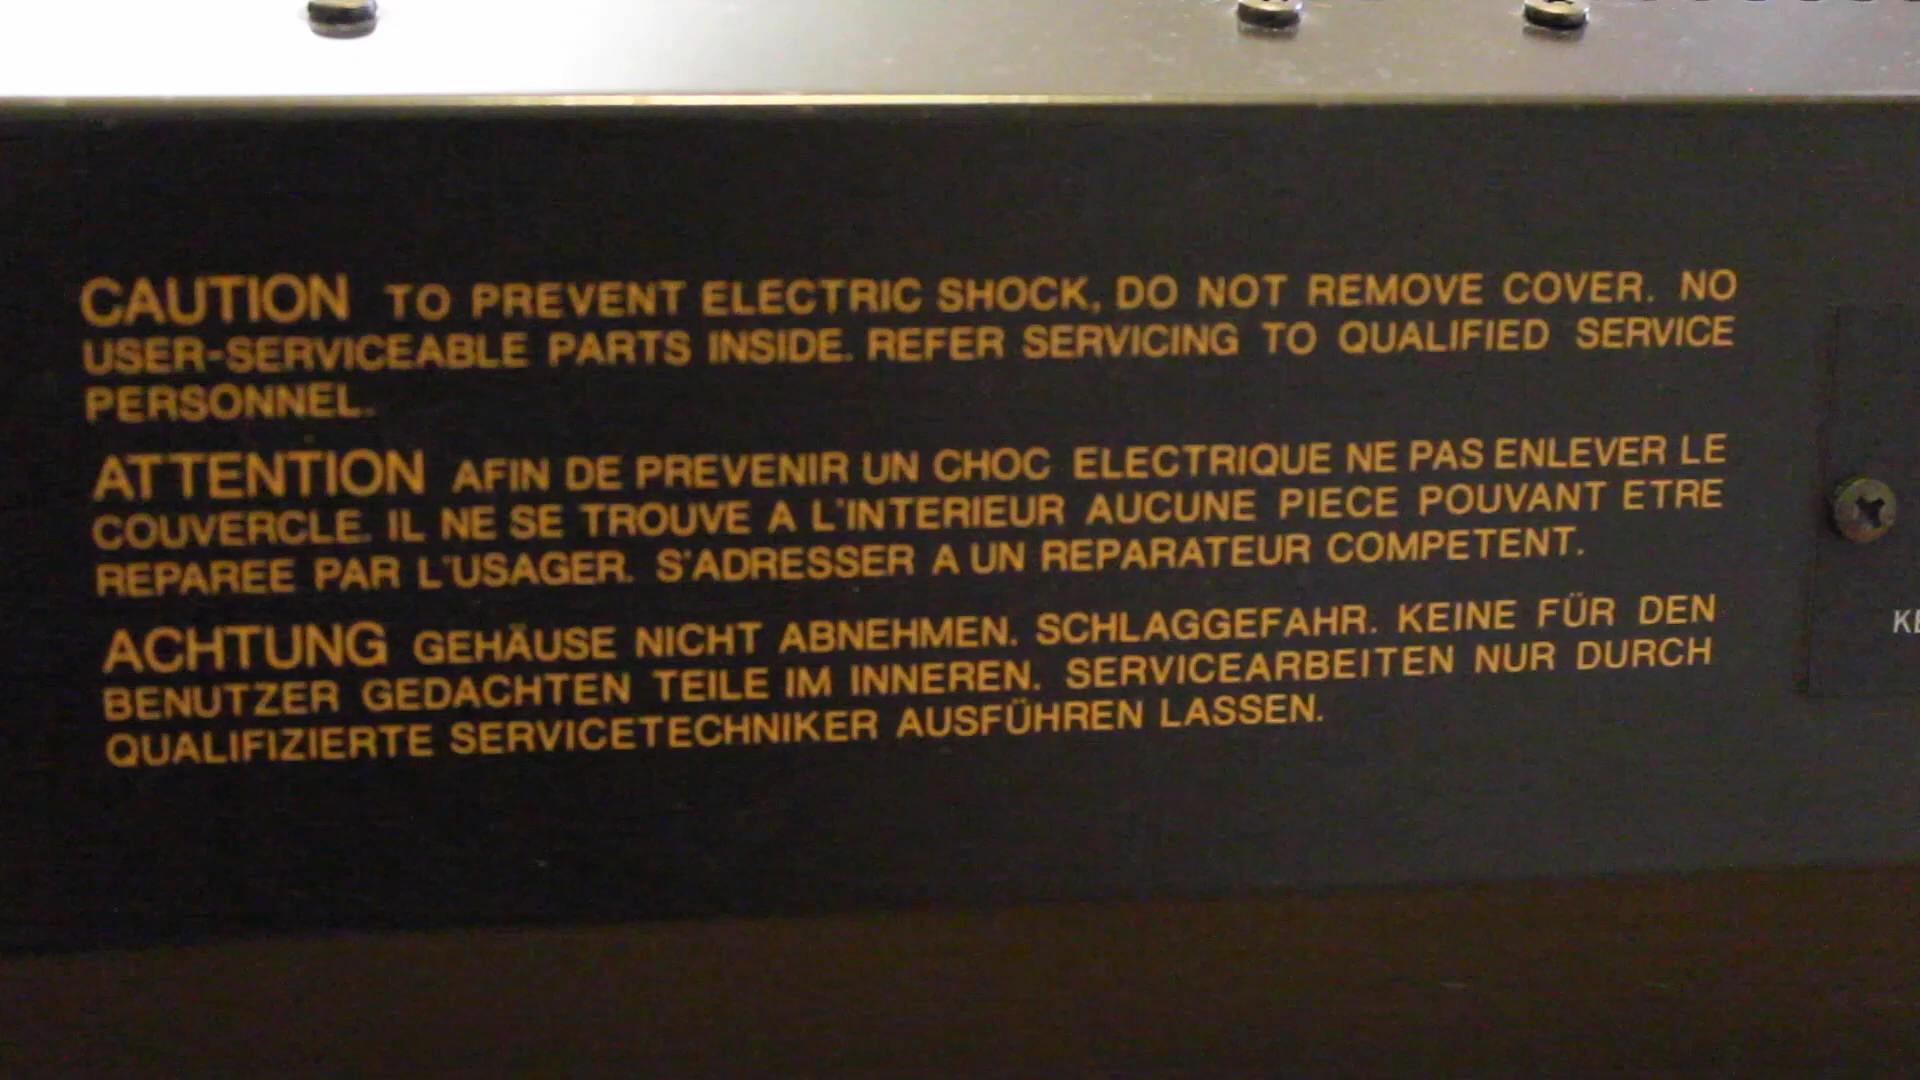 CAUTION TO PREVENT ELECTRIC SHOCK, DO NOT REMOVE COVER. NO
USER-SERVICEABLE PARTS INSIDE. REFER SERVICING TO QUALIFIED SERVICE
PERSONNEL.
ATTENTION AFIN DE PREVENIR UN CHOC ELECTRIQUE NE PAS ENLEVER LE
COUVERCLE. IL NE SE TROUVE A L'INTERIEUR AUCUNE PIECE POUVANT ETRE
REPAREE PAR L'USAGER. S'ADRESSER A UN REPARATEUR COMPETENT.
ACHTUNG GEHÄUSE NICHT ABNEHMEN. SCHLAGGEFAHR. KEINE FÜR DEN
BENUTZER GEDACHTEN TEILE IM INNEREN. SERVICEARBEITEN NUR DURCH
QUALIFIZIERTE SERVICETECHNIKER AUSFÜHREN LASSEN.